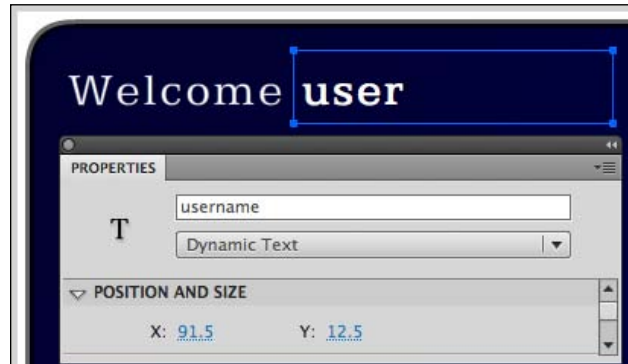 Welcome user
PROPERTIES
T
username
Dynamic Text
POSITION AND SIZE
X: 91.5 Y: 12.5